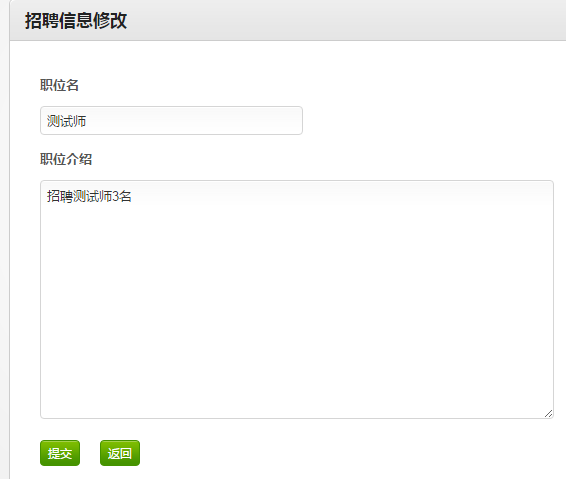 招聘信息修改
职位名
测试师
职位介绍
招聘测试师3名
提交
返回